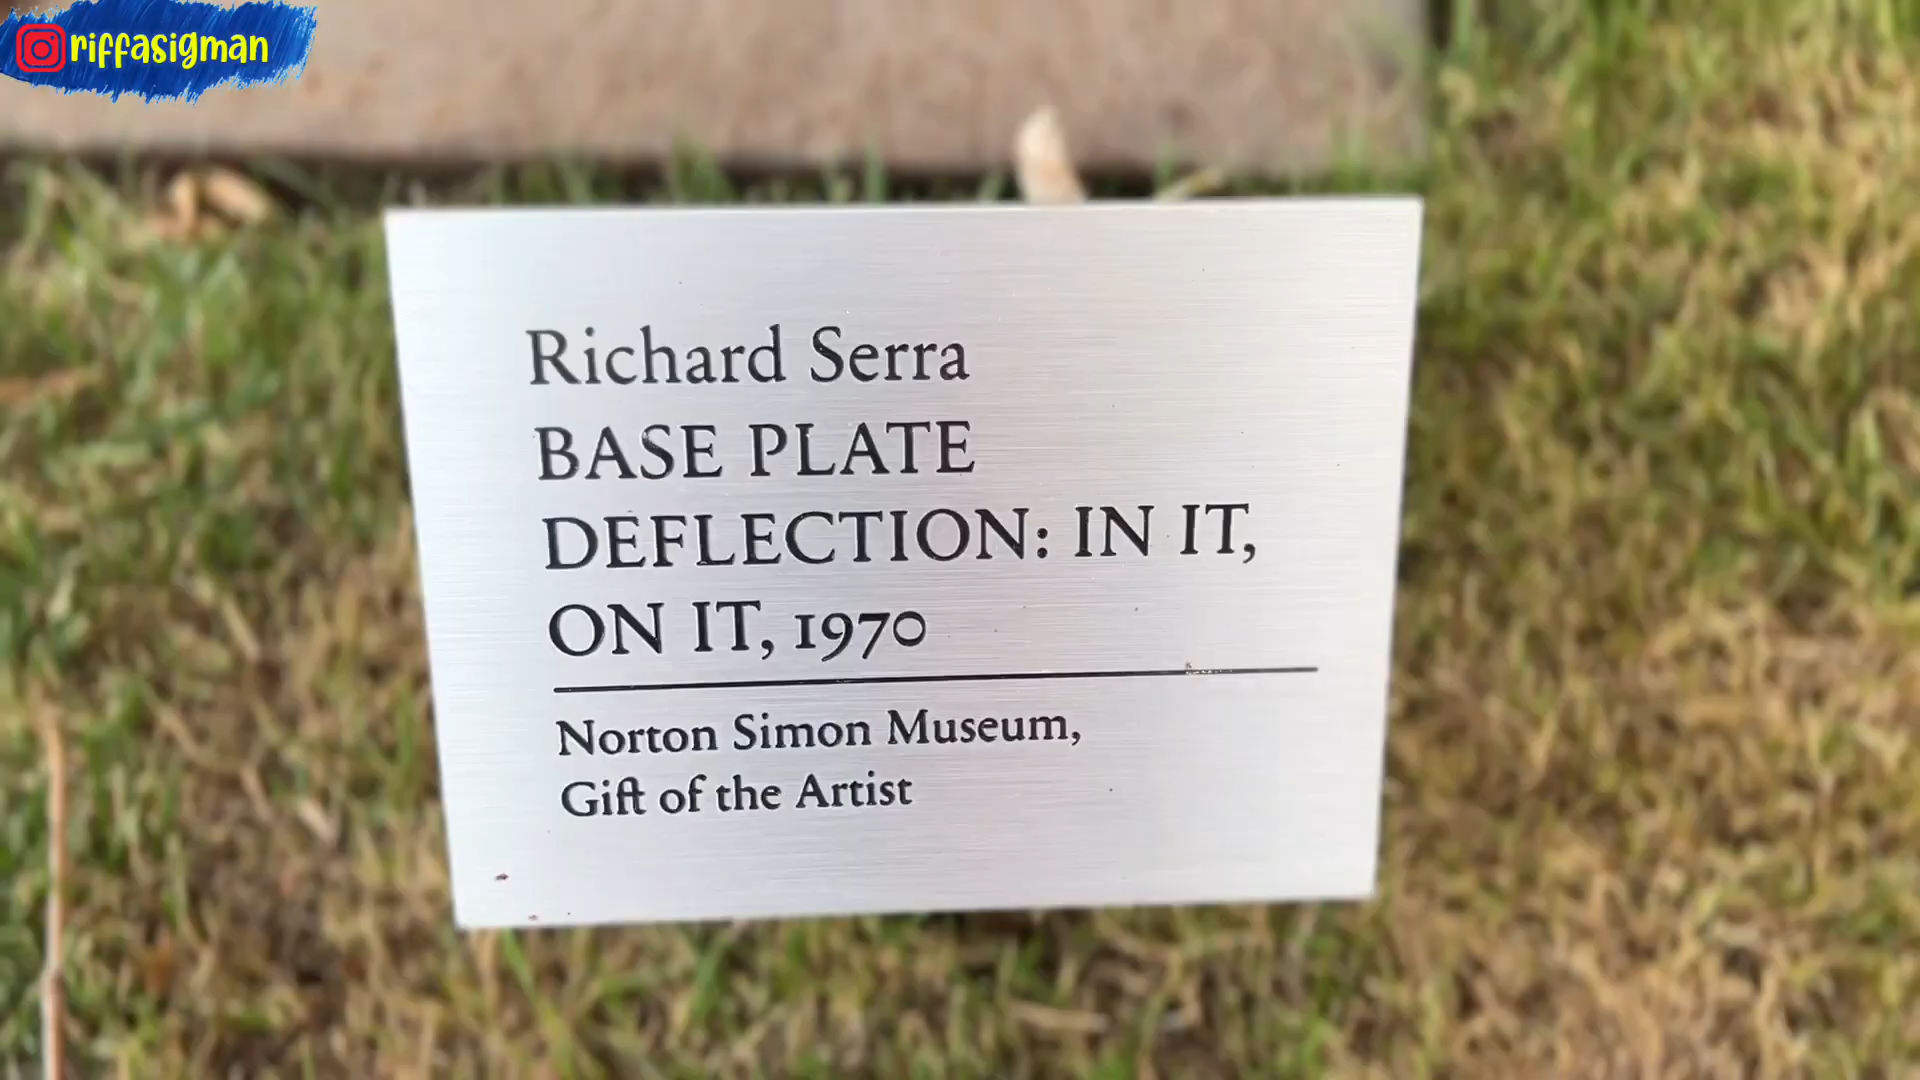 riffasigman
Richard Serra
BASE PLATE
DEFLECTION: IN IT,
ON IT, 1970
Norton Simon Museum,
Gift of the Artist